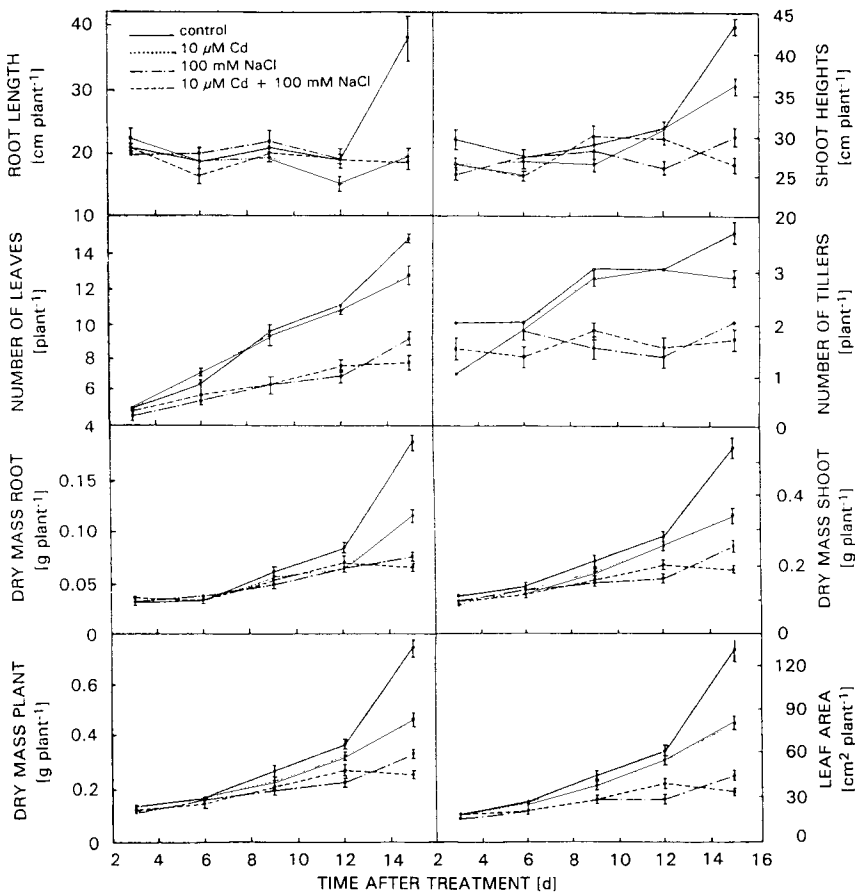 control
10 µM Cd
100 mM NaCl
10 µM Cd + 100 mM NaCl
ROOT LENGTH
[cm plant⁻¹]
40
30
20
10
SHOOT HEIGHTS
[cm plant⁻¹]
45
40
35
30
25
20
NUMBER OF LEAVES
[plant⁻¹]
14
12
10
8
6
4
NUMBER OF TILLERS
[plant⁻¹]
3
2
1
0
DRY MASS ROOT
[g plant⁻¹]
0.15
0.10
0.05
0
DRY MASS SHOOT
[g plant⁻¹]
0.4
0.2
0
DRY MASS PLANT
[g plant⁻¹]
0.6
0.4
0.2
0
LEAF AREA
[cm² plant⁻¹]
120
90
60
30
0
2 4 6 8 10 12 14 2 4 6 8 10 12 14 16
TIME AFTER TREATMENT [d]